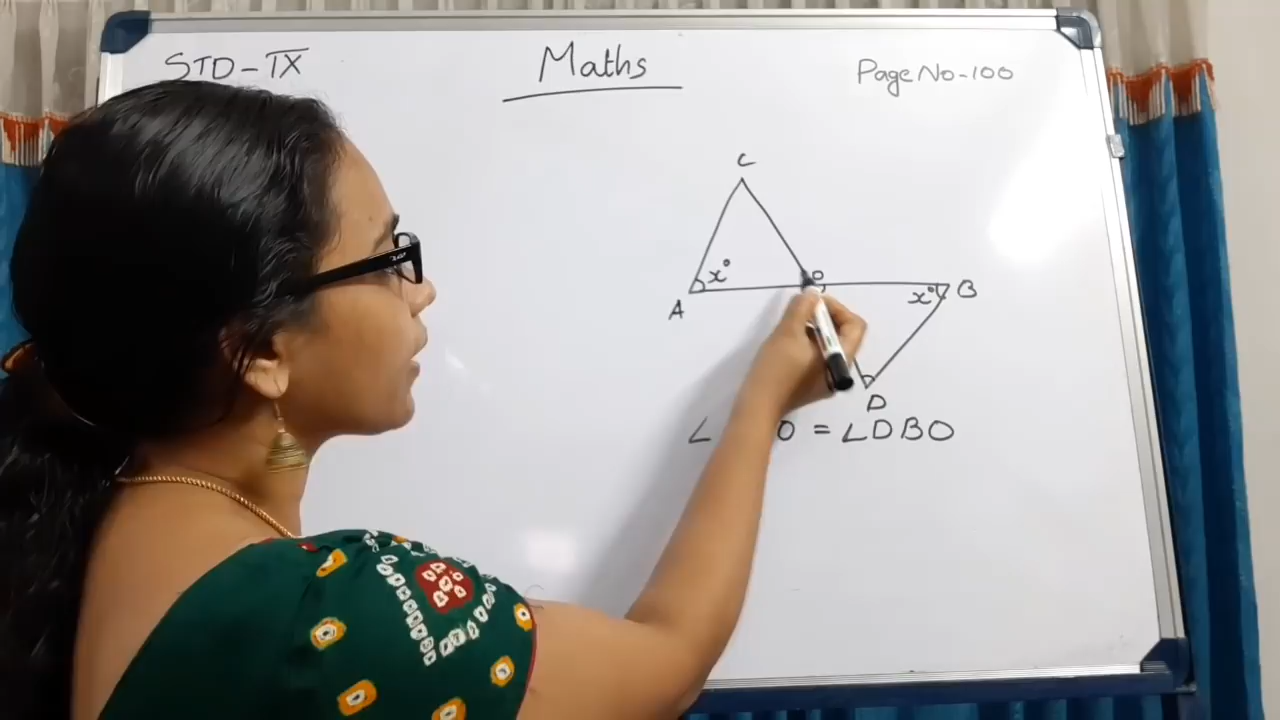 STD-IX
Maths
Page No-100
C
x°
O
A
x°
B
D
∠ O = ∠DBO